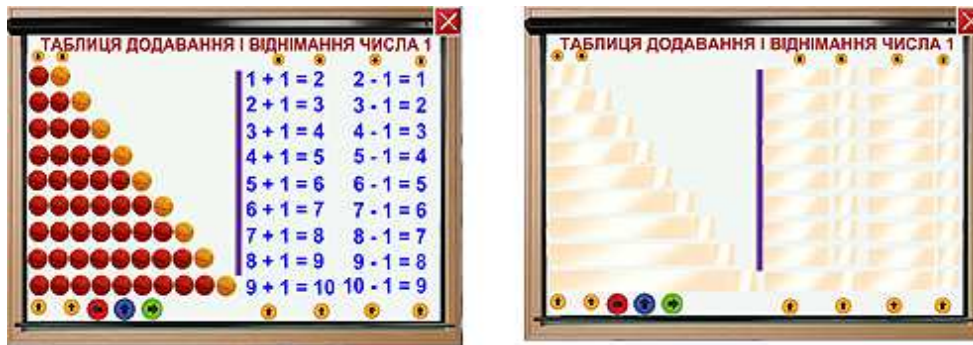 ТАБЛИЦЯ ДОДАВАННЯ І ВІДНІМАННЯ ЧИСЛА 1
1 + 1 = 2 2 - 1 = 1
2 + 1 = 3 3 - 1 = 2
3 + 1 = 4 4 - 1 = 3
4 + 1 = 5 5 - 1 = 4
5 + 1 = 6 6 - 1 = 5
6 + 1 = 7 7 - 1 = 6
7 + 1 = 8 8 - 1 = 7
8 + 1 = 9 9 - 1 = 8
9 + 1 = 10 10 - 1 = 9
ТАБЛИЦЯ ДОДАВАННЯ І ВІДНІМАННЯ ЧИСЛА 1